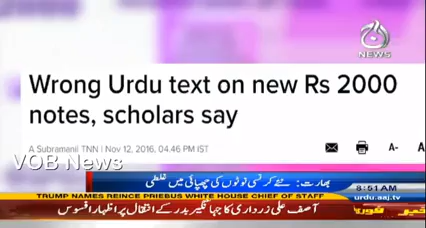 آج
NEWS
Wrong Urdu text on new Rs 2000
notes, scholars say
A Subramani| TNN | Nov 12, 2016, 04.46 PM IST
A- A
VOB News
بھارت: نئے کرنسی نوٹوں کی چھپائی میں غلطی
8:51 AM
TRUMP NAMES REINCE PRIEBUS WHITE HOUSE CHIEF OF STAFF
urdu.aaj.tv
آصف علی زرداری کا جہانگیر بدر کے انتقال پر اظہار افسوس